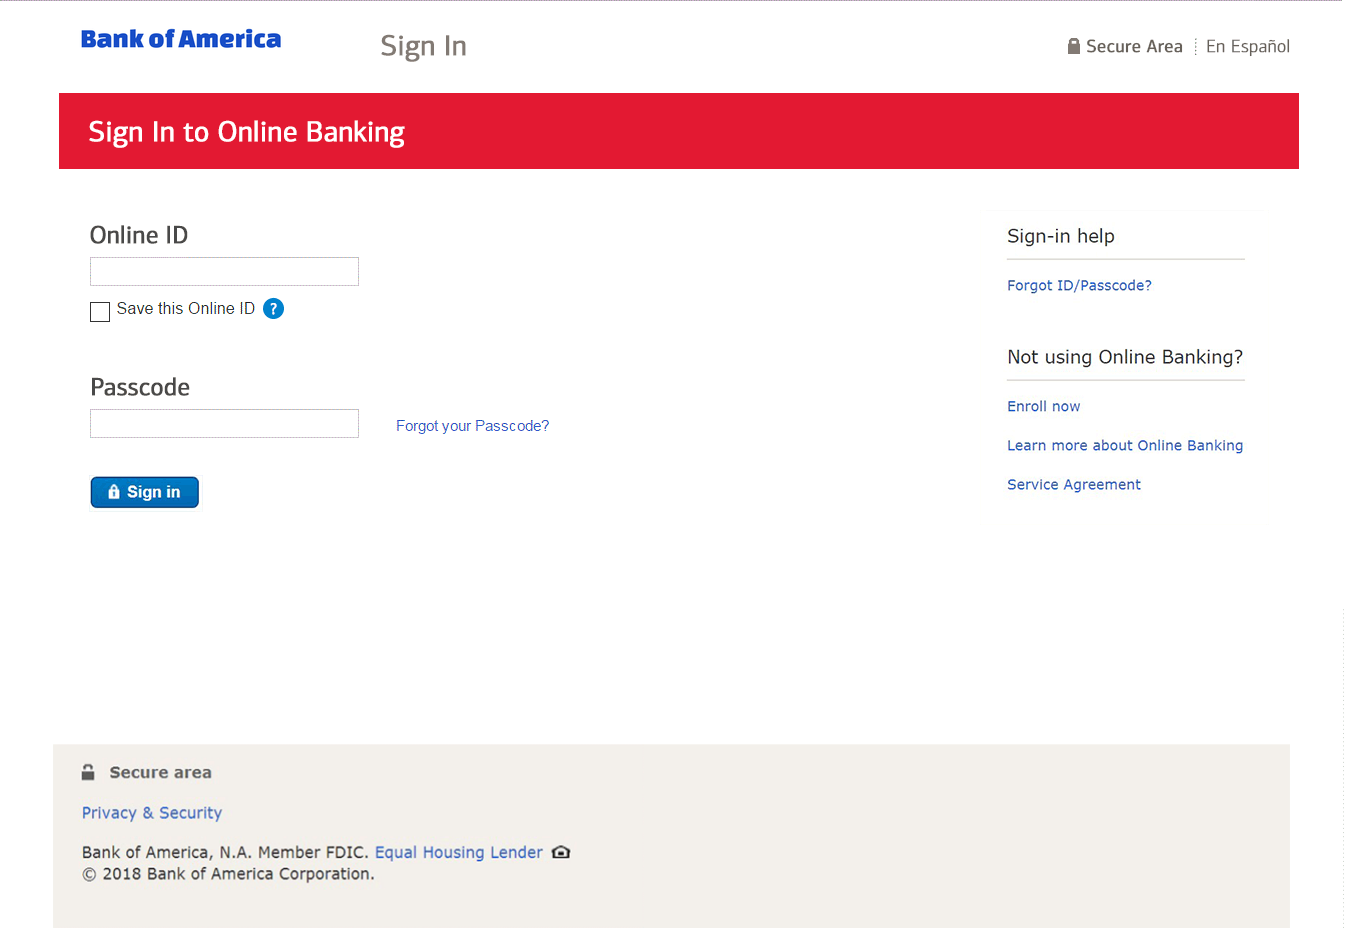 Bank of America
Sign In
Secure Area
En Español
Sign In to Online Banking
Online ID
Save this Online ID ?
Passcode
Forgot your Passcode?
Sign in
Sign-in help
Forgot ID/Passcode?
Not using Online Banking?
Enroll now
Learn more about Online Banking
Service Agreement
Secure area
Privacy & Security
Bank of America, N.A. Member FDIC. Equal Housing Lender
© 2018 Bank of America Corporation.